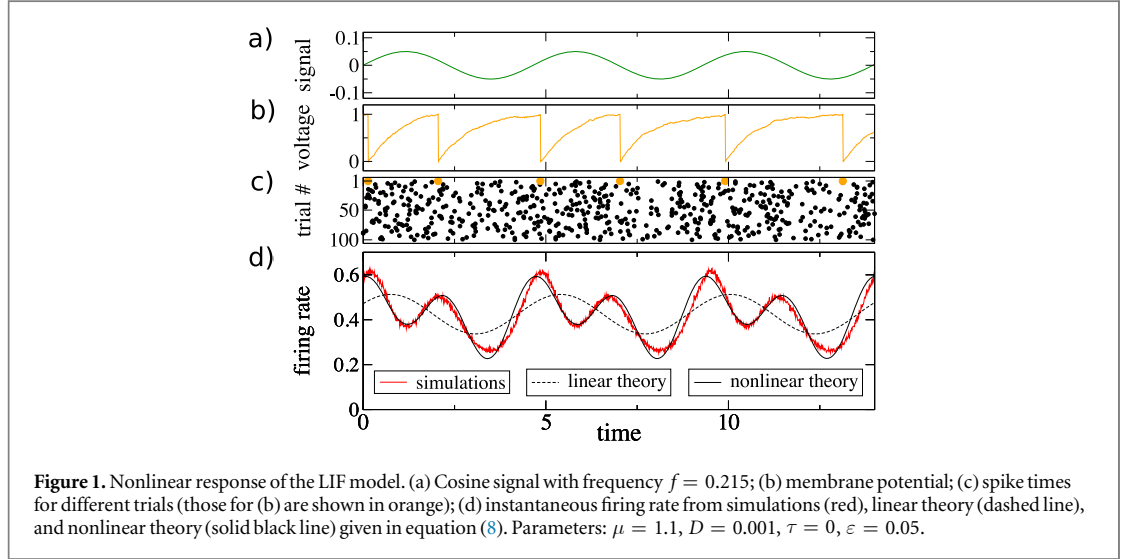 a)
signal
0.1
0
-0.1
b)
voltage
1
0
c)
trial #
1
50
100
d)
firing rate
0.6
0.4
0.2
0
simulations linear theory nonlinear theory
0 5 10
time
Figure 1. Nonlinear response of the LIF model. (a) Cosine signal with frequency f = 0.215; (b) membrane potential; (c) spike times
for different trials (those for (b) are shown in orange); (d) instantaneous firing rate from simulations (red), linear theory (dashed line),
and nonlinear theory (solid black line) given in equation (8). Parameters: μ = 1.1, D = 0.001, τ = 0, ε = 0.05.